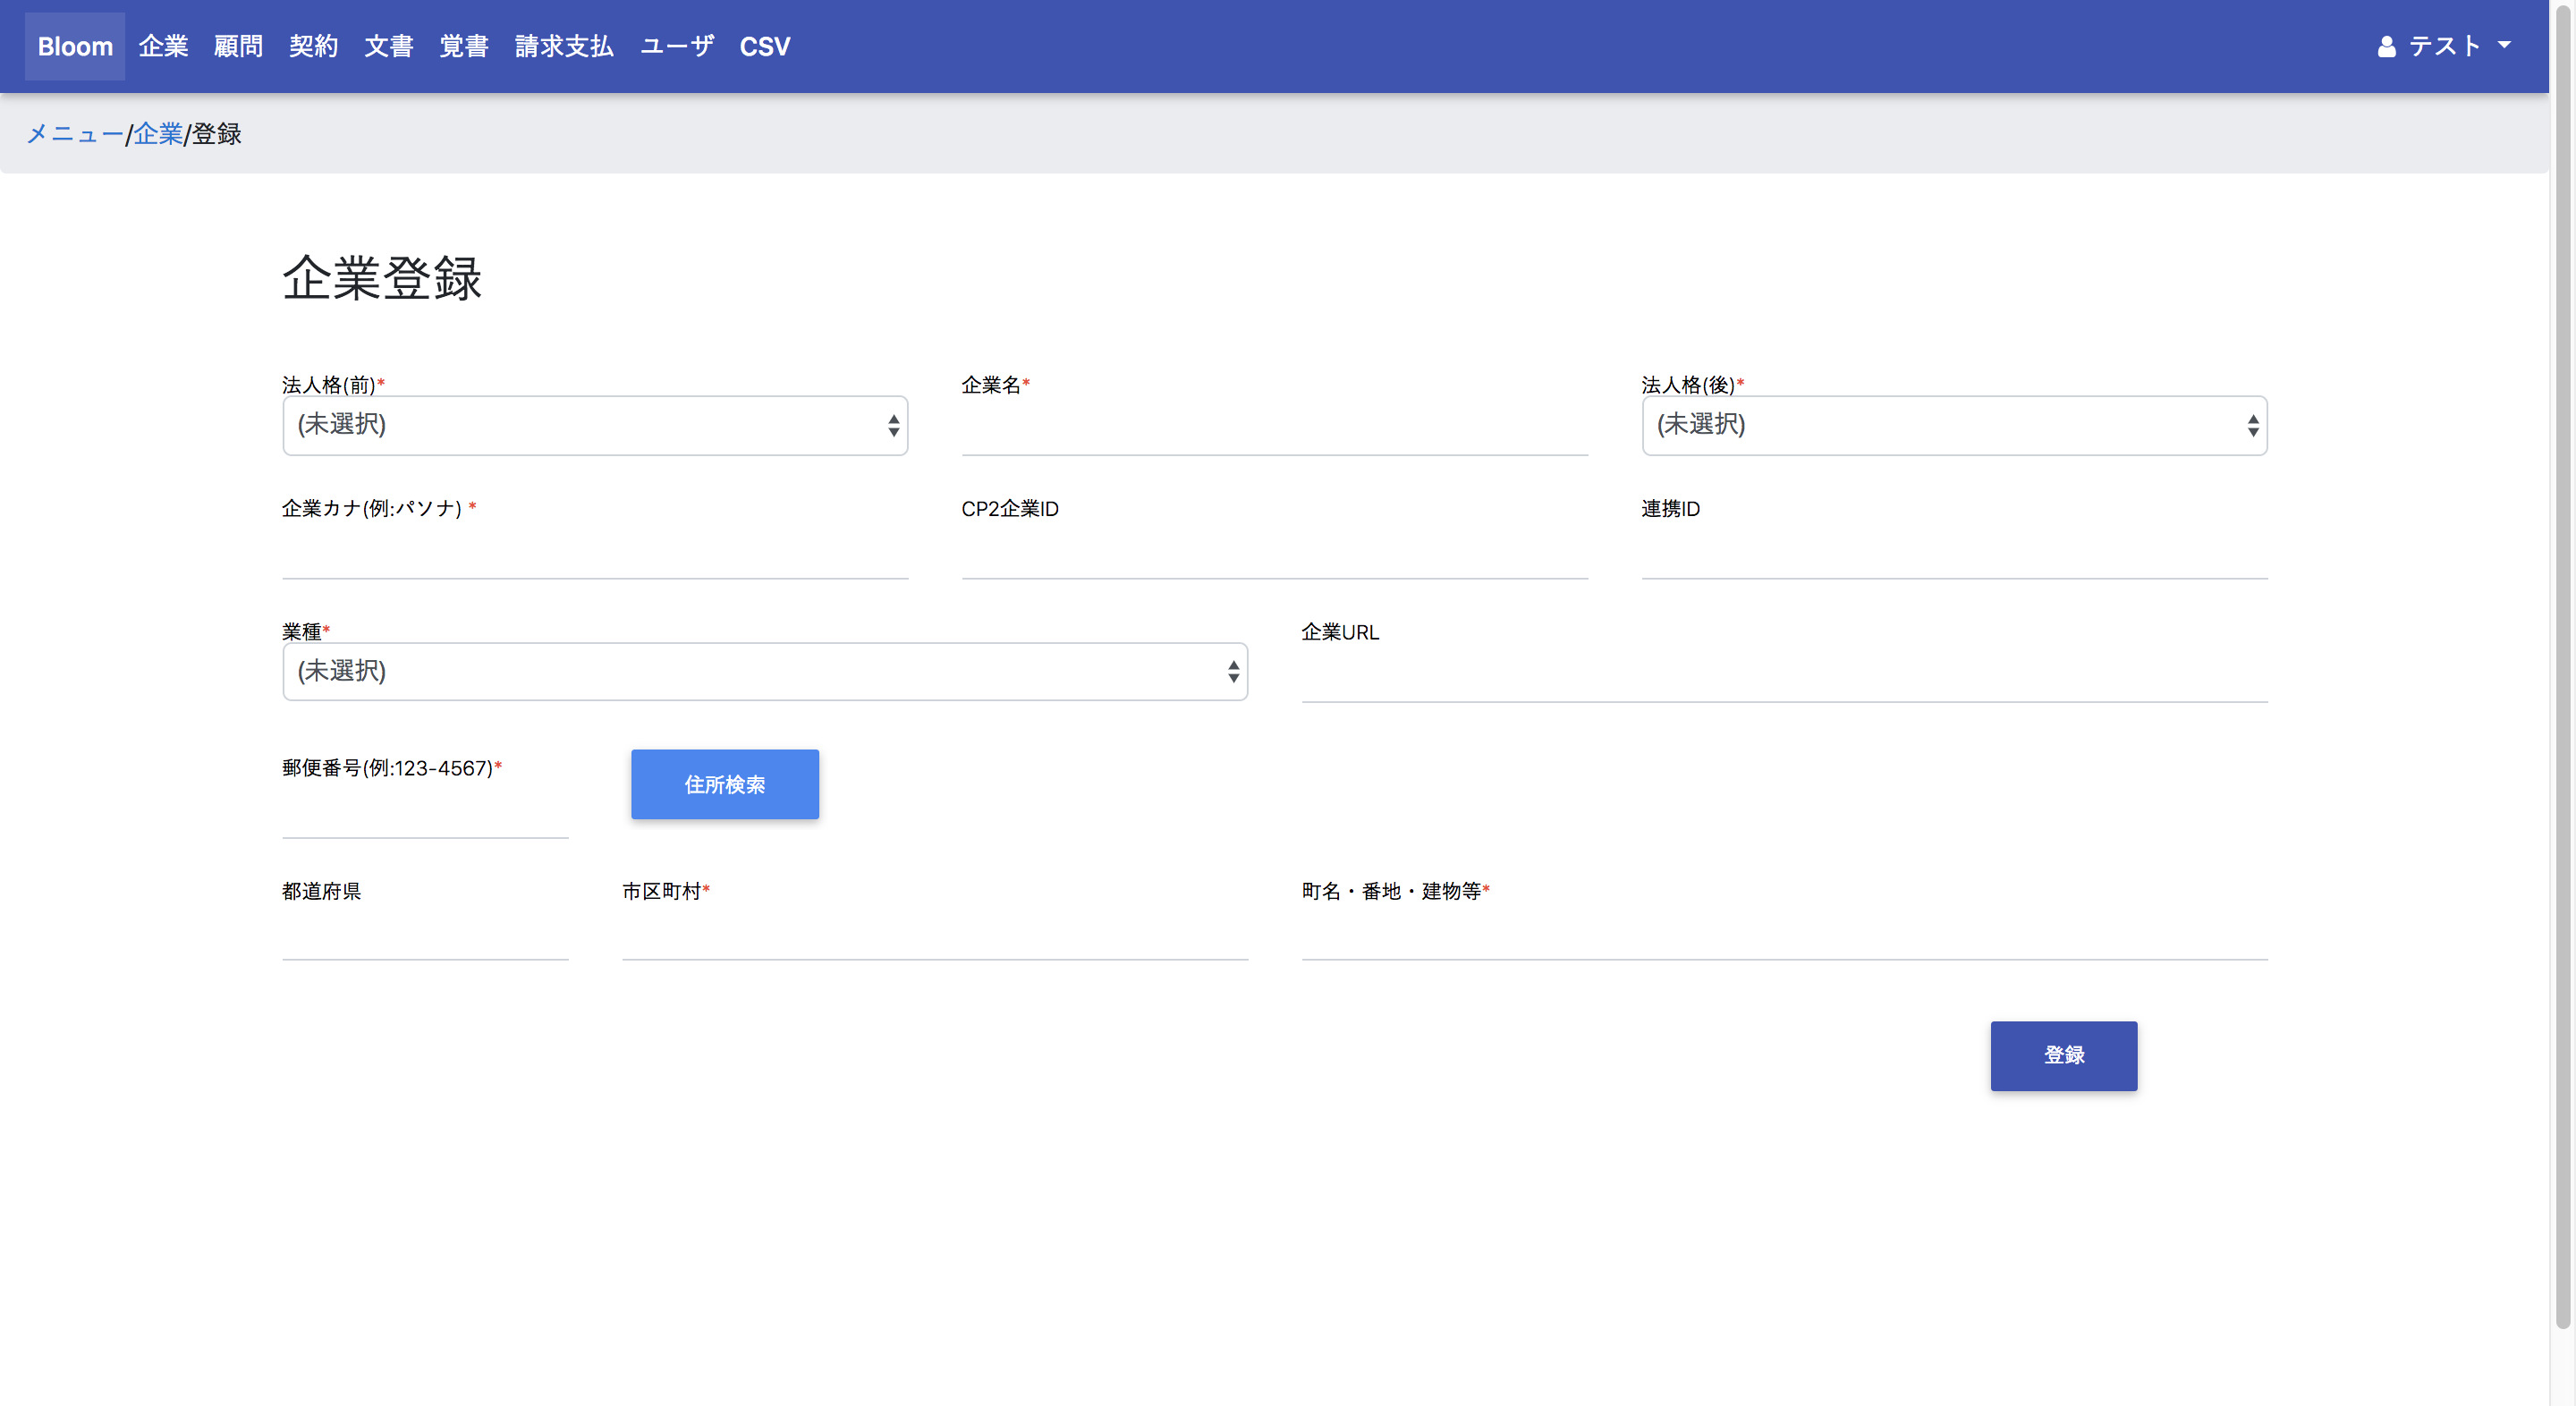 Bloom 企業 顧問 契約 文書 覚書 請求支払 ユーザ CSV テスト
メニュー/企業/登録
企業登録
法人格(前)* 企業名* 法人格(後)*
(未選択) (未選択)
企業カナ(例:パソナ) * CP2企業ID 連携ID
業種* 企業URL
(未選択)
郵便番号(例:123-4567)* 住所検索
都道府県 市区町村* 町名・番地・建物等*
登録